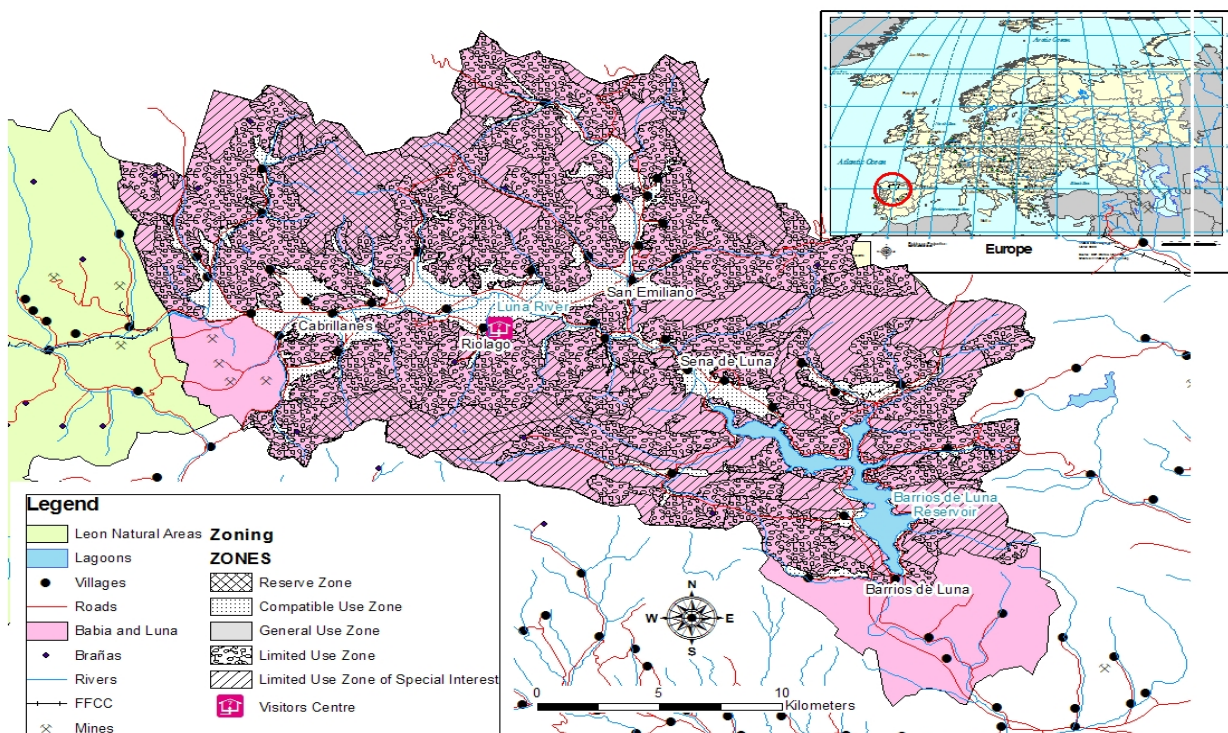 Arctic Ocean
Atlantic Ocean
Europe
San Emiliano
Luna River
Cabrillanes
Riolago
Sena de Luna
Barrios de Luna
Reservoir
Barrios de Luna
Legend
Leon Natural Areas
Lagoons
Villages
Roads
Babia and Luna
Brañas
Rivers
FFCC
Mines
Zoning
ZONES
Reserve Zone
Compatible Use Zone
General Use Zone
Limited Use Zone
Limited Use Zone of Special Interest
Visitors Centre
N
W E
S
0 5 10
Kilometers